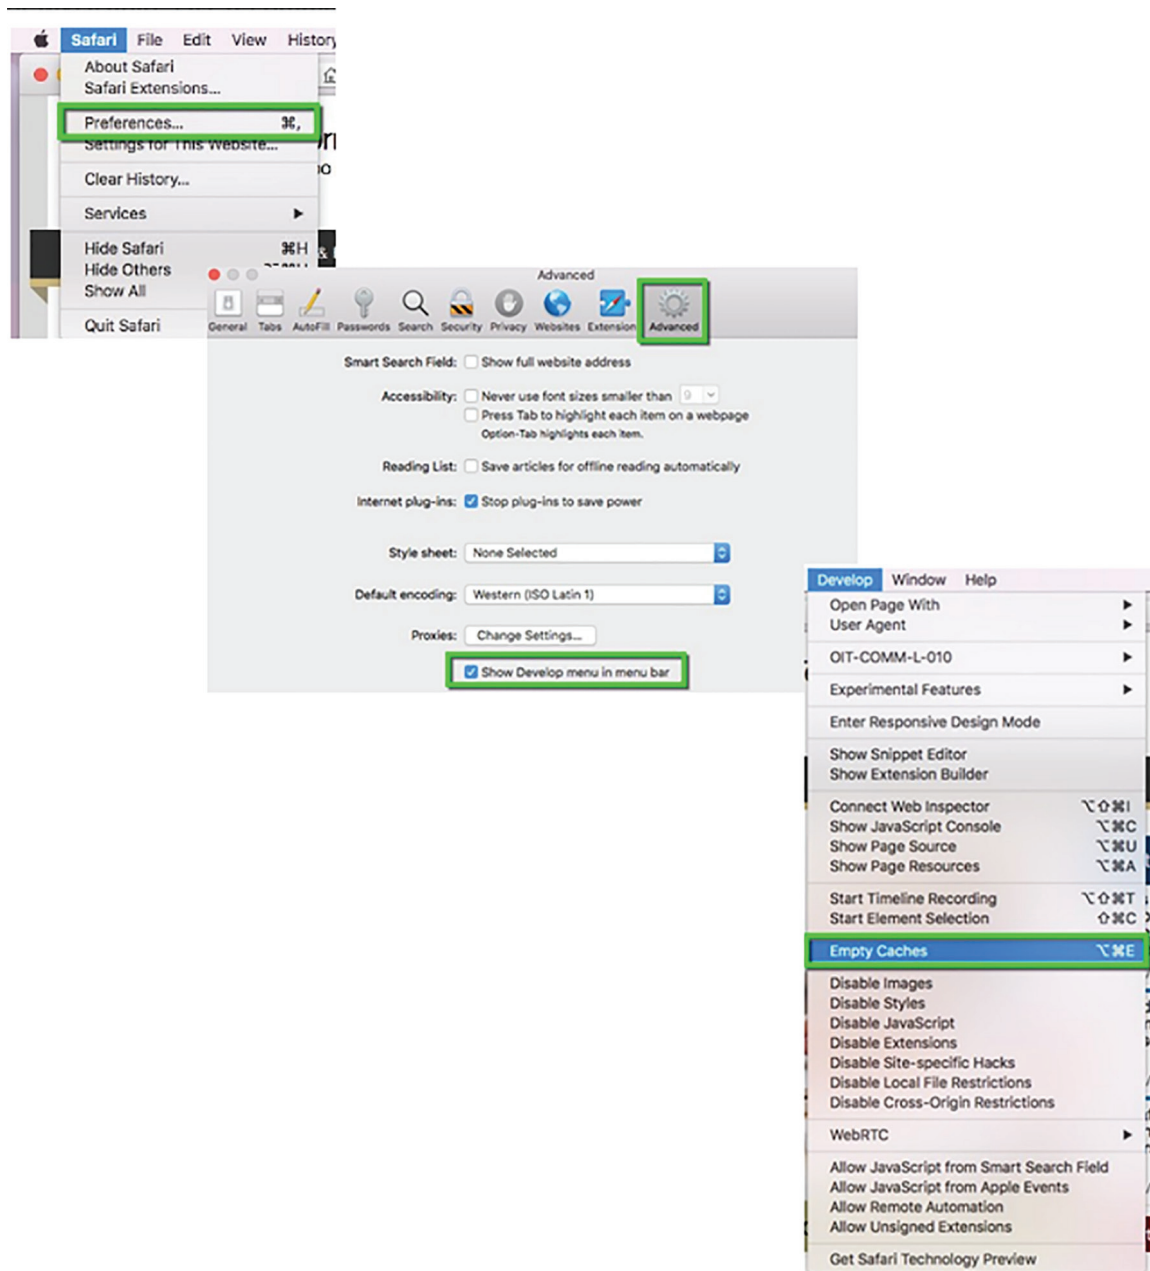 Safari File Edit View History
About Safari
Safari Extensions...
Preferences... ⌘,
Settings for This Website...
Clear History...
Services ▶
Hide Safari ⌘H
Hide Others
Show All
Quit Safari
Advanced
General Tabs AutoFill Passwords Search Security Privacy Websites Extension Advanced
Smart Search Field: Show full website address
Accessibility: Never use font sizes smaller than 9
Press Tab to highlight each item on a webpage
Option-Tab highlights each item.
Reading List: Save articles for offline reading automatically
Internet plug-ins: Stop plug-ins to save power
Style sheet: None Selected
Default encoding: Western (ISO Latin 1)
Proxies: Change Settings...
Show Develop menu in menu bar
Develop Window Help
Open Page With ▶
User Agent ▶
OIT-COMM-L-010 ▶
Experimental Features ▶
Enter Responsive Design Mode
Show Snippet Editor
Show Extension Builder
Connect Web Inspector ⌥⇧⌘I
Show JavaScript Console ⌥⌘C
Show Page Source ⌥⌘U
Show Page Resources ⌥⌘A
Start Timeline Recording ⌥⇧⌘T
Start Element Selection ⇧⌘C
Empty Caches ⌥⌘E
Disable Images
Disable Styles
Disable JavaScript
Disable Extensions
Disable Site-specific Hacks
Disable Local File Restrictions
Disable Cross-Origin Restrictions
WebRTC ▶
Allow JavaScript from Smart Search Field
Allow JavaScript from Apple Events
Allow Remote Automation
Allow Unsigned Extensions
Get Safari Technology Preview